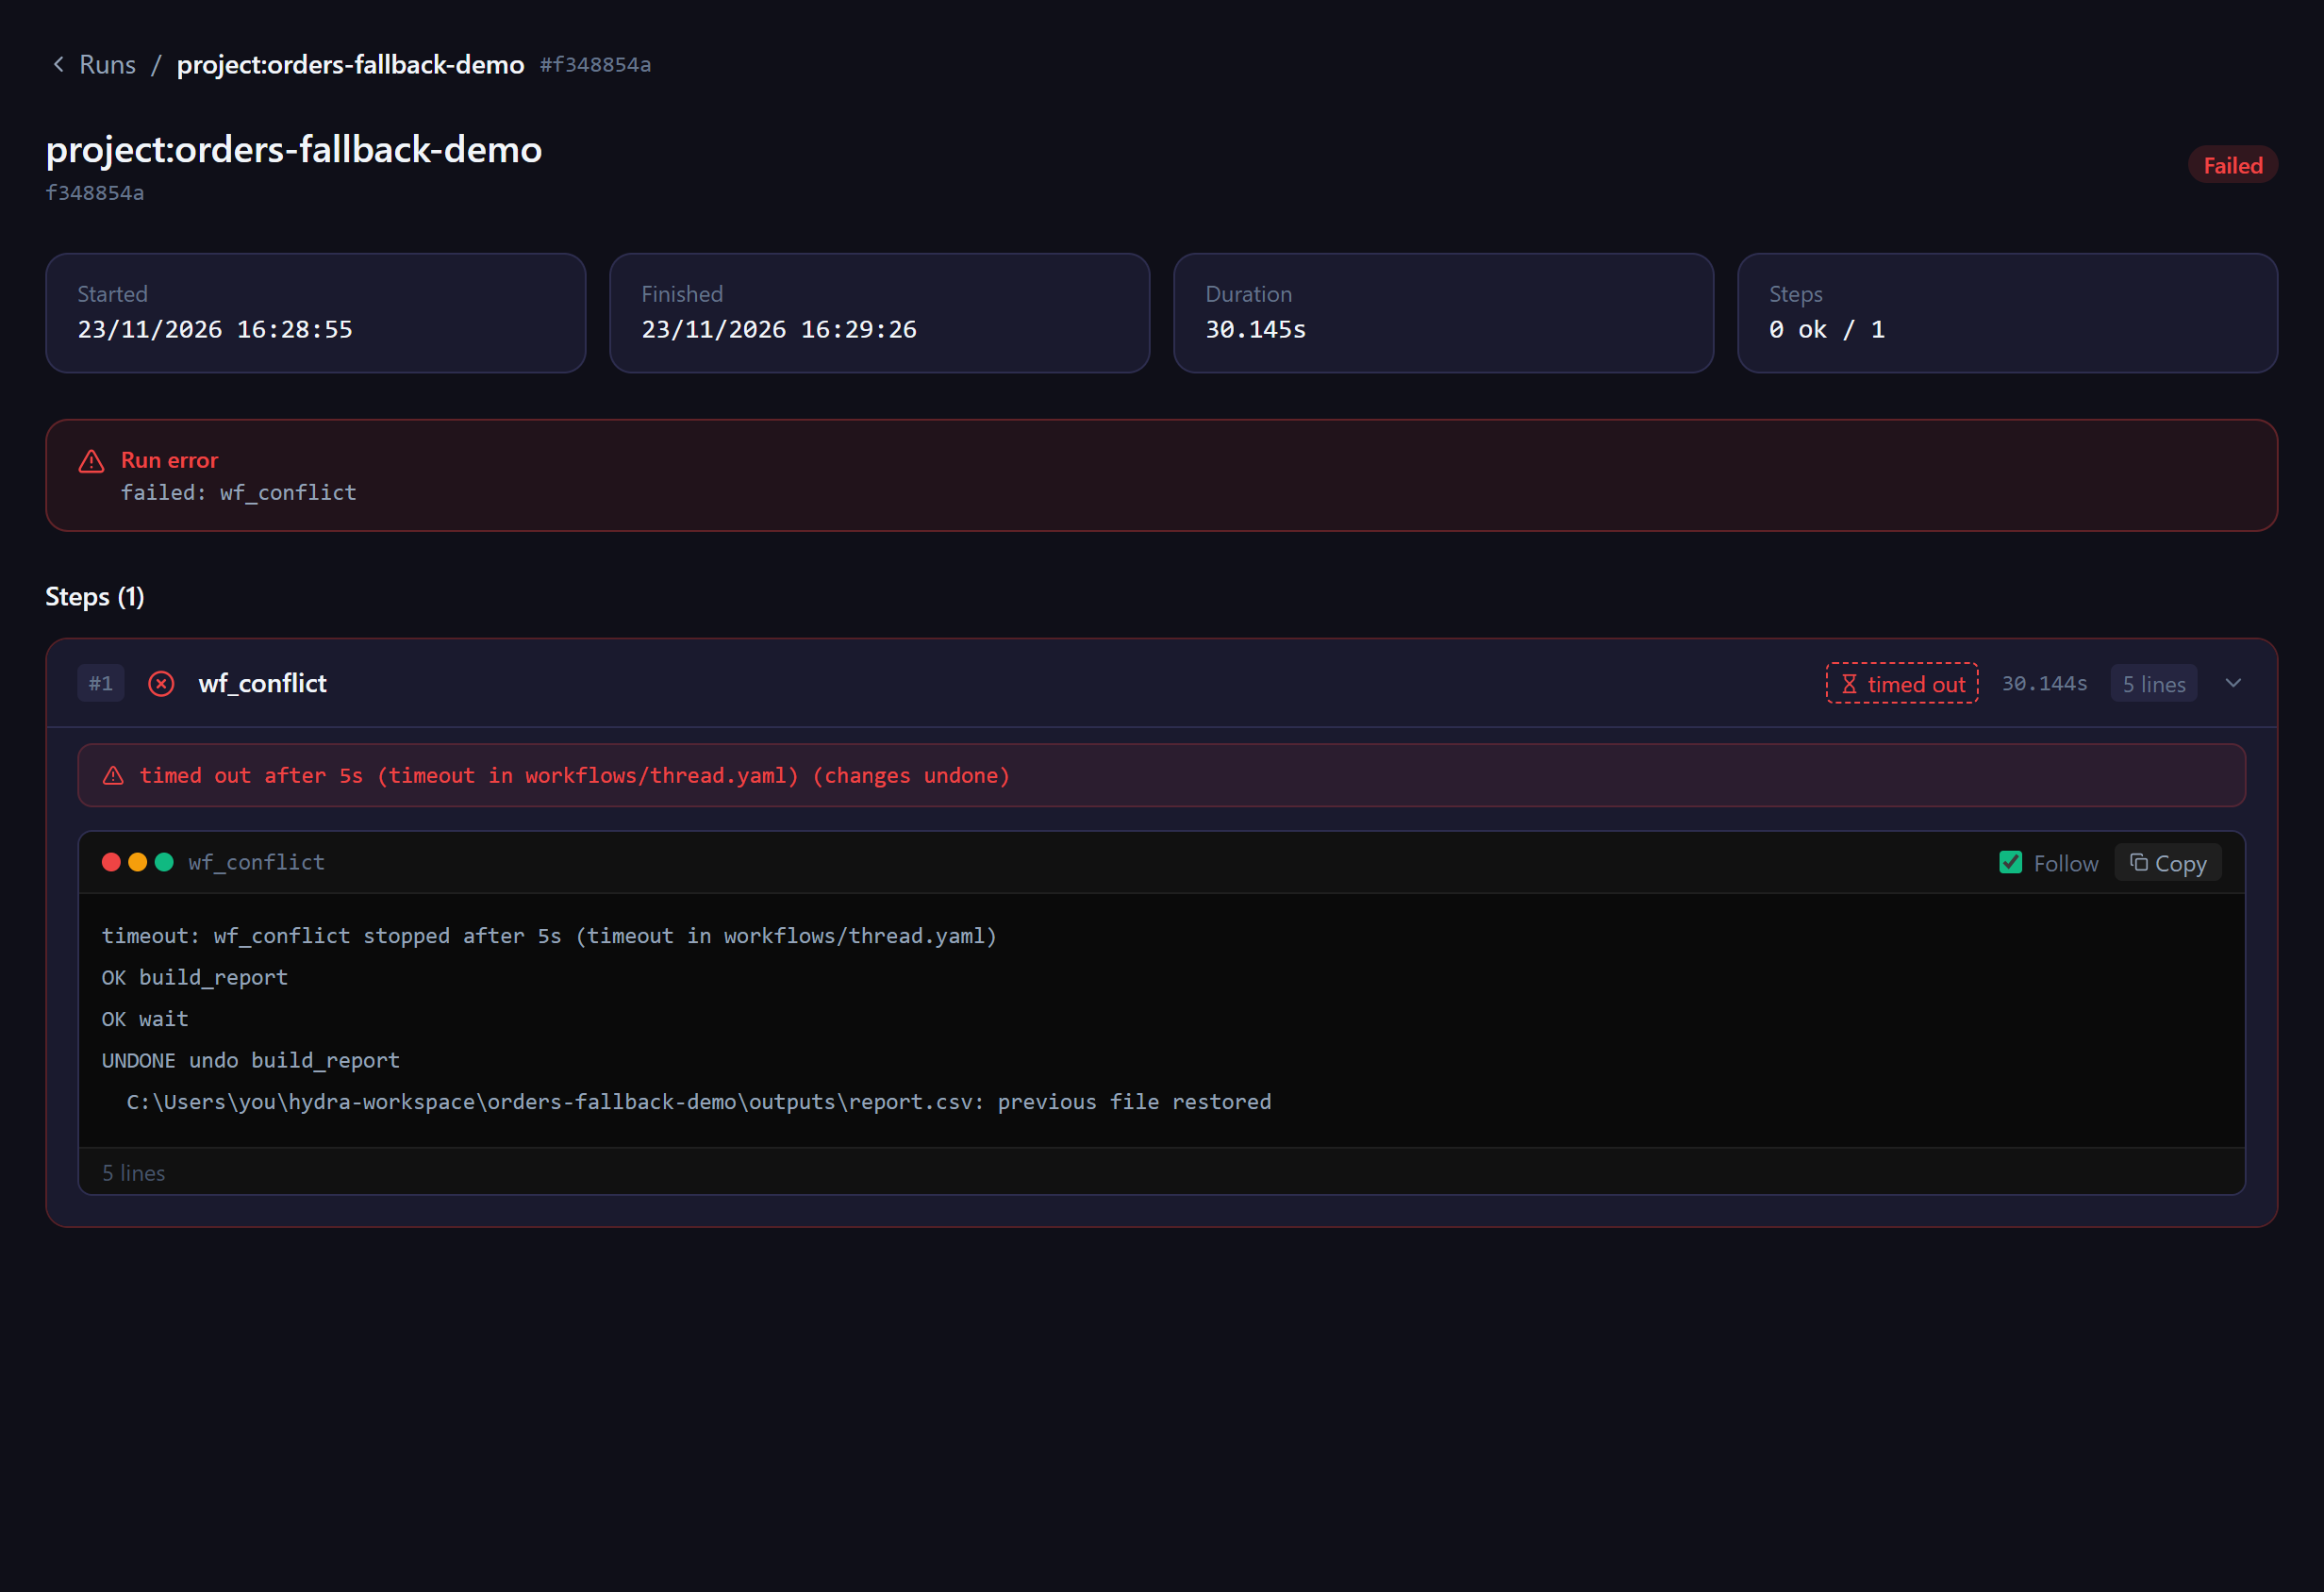 Runs / project:orders-fallback-demo #f348854a
project:orders-fallback-demo
f348854a
Failed
Started
23/11/2026 16:28:55
Finished
23/11/2026 16:29:26
Duration
30.145s
Steps
0 ok / 1
Run error
failed: wf_conflict
Steps (1)
#1 wf_conflict timed out 30.144s 5 lines
timed out after 5s (timeout in workflows/thread.yaml) (changes undone)
wf_conflict Follow Copy
timeout: wf_conflict stopped after 5s (timeout in workflows/thread.yaml)
OK build_report
OK wait
UNDONE undo build_report
C:\Users\you\hydra-workspace\orders-fallback-demo\outputs\report.csv: previous file restored
5 lines